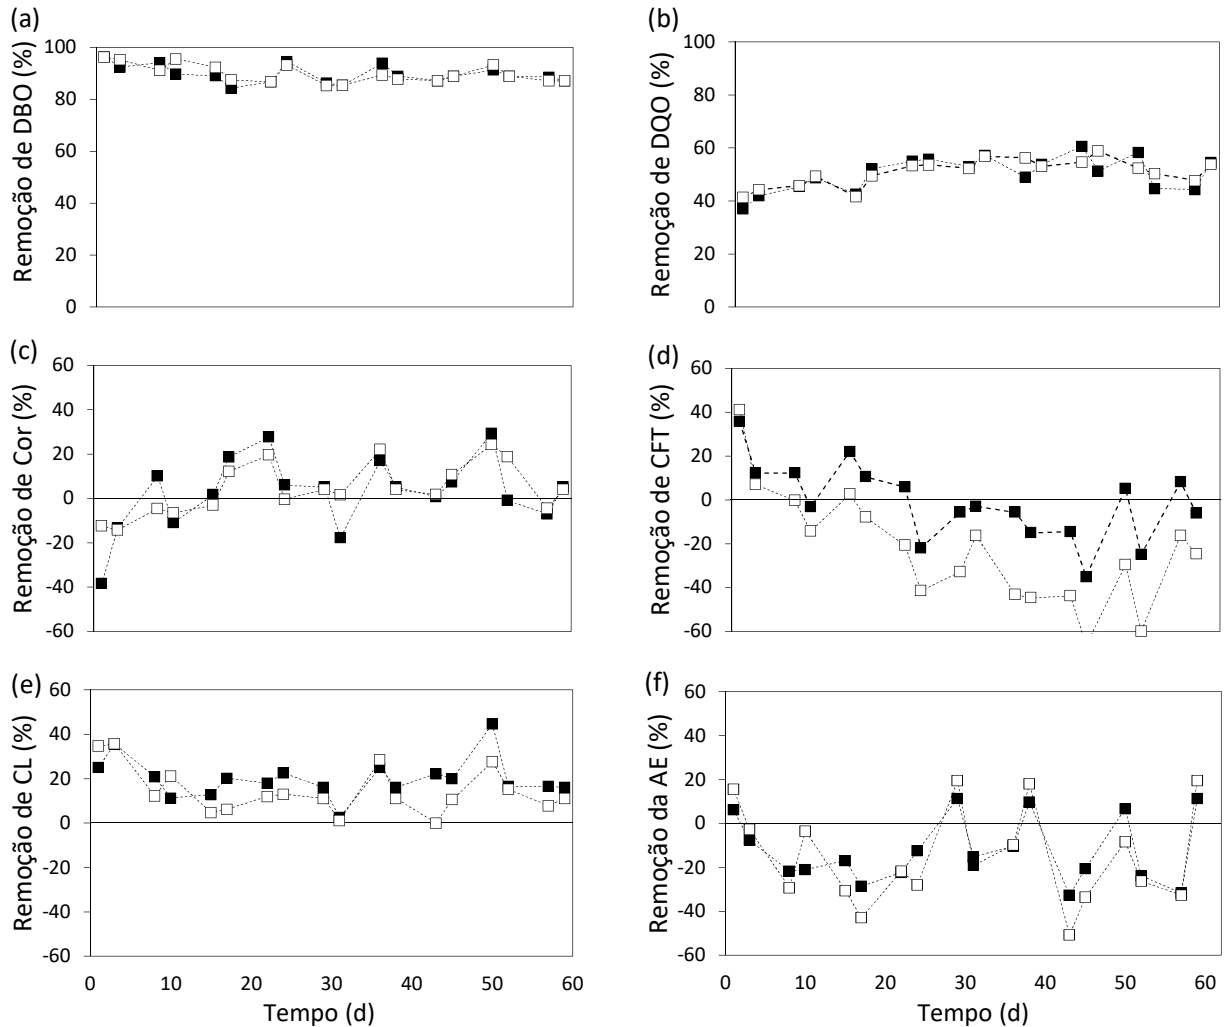 (a)
Remoção de DBO (%)
100
80
60
40
20
0
(b)
Remoção de DQO (%)
100
80
60
40
20
0
(c)
Remoção de Cor (%)
60
40
20
0
-20
-40
-60
(d)
Remoção de CFT (%)
60
40
20
0
-20
-40
-60
(e)
Remoção de CL (%)
60
40
20
0
-20
-40
-60
0 10 20 30 40 50 60
Tempo (d)
(f)
Remoção da AE (%)
60
40
20
0
-20
-40
-60
0 10 20 30 40 50 60
Tempo (d)